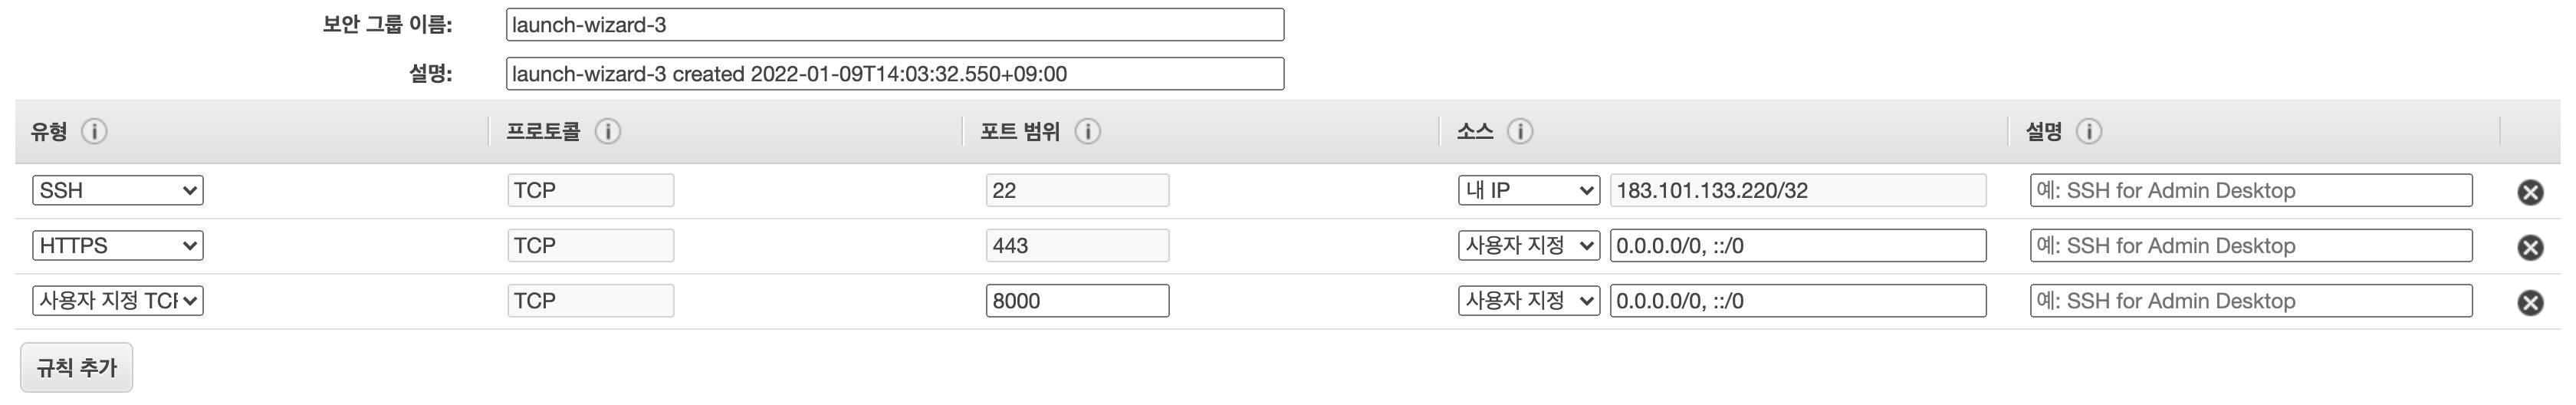 보안 그룹 이름: launch-wizard-3
설명: launch-wizard-3 created 2022-01-09T14:03:32.550+09:00
유형 i 프로토콜 i 포트 범위 i 소스 i 설명 i
SSH TCP 22 내 IP 183.101.133.220/32 예: SSH for Admin Desktop
HTTPS TCP 443 사용자 지정 0.0.0.0/0, ::/0 예: SSH for Admin Desktop
사용자 지정 TCP TCP 8000 사용자 지정 0.0.0.0/0, ::/0 예: SSH for Admin Desktop
규칙 추가